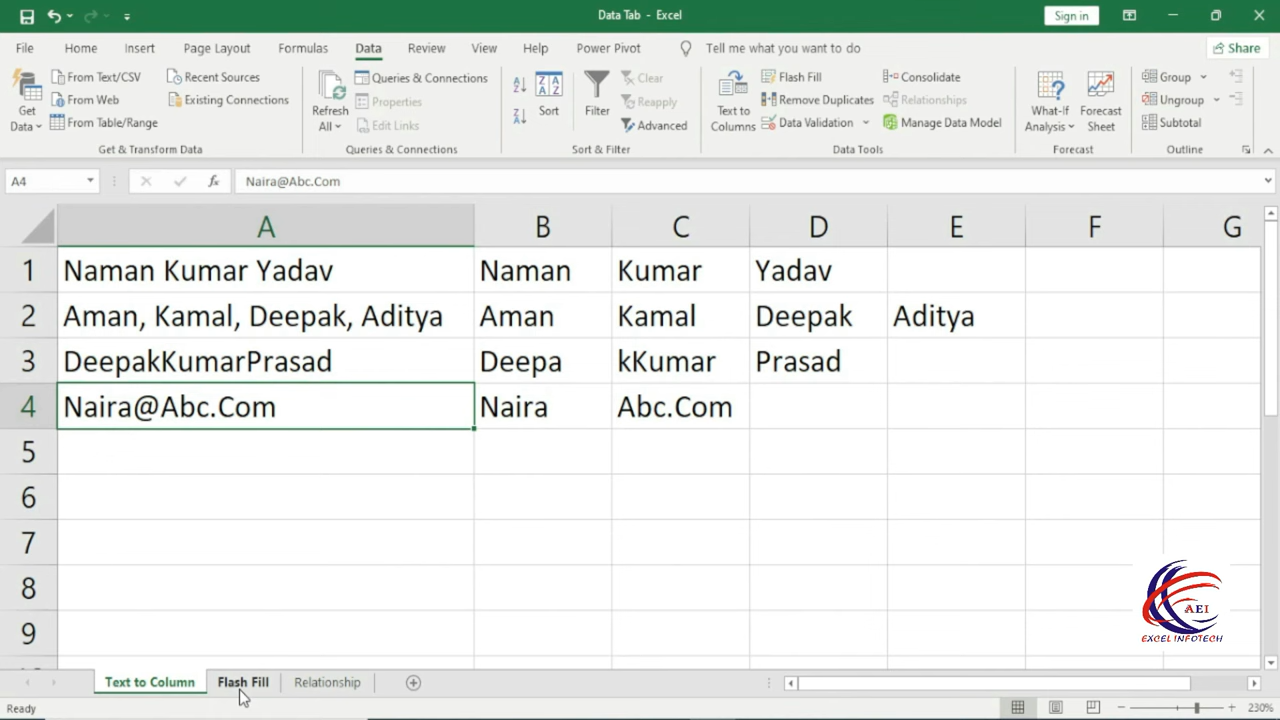 Data Tab - Excel
Sign in
File Home Insert Page Layout Formulas Data Review View Help Power Pivot Tell me what you want to do Share
Get Data
From Text/CSV
From Web
From Table/Range
Recent Sources
Existing Connections
Get & Transform Data
Refresh All
Queries & Connections
Properties
Edit Links
Queries & Connections
Sort
Filter
Clear
Reapply
Advanced
Sort & Filter
Text to Columns
Flash Fill
Remove Duplicates
Data Validation
Consolidate
Relationships
Manage Data Model
Data Tools
What-If Analysis
Forecast Sheet
Forecast
Group
Ungroup
Subtotal
Outline
A4 fx Naira@Abc.Com
A B C D E F G
1 Naman Kumar Yadav Naman Kumar Yadav
2 Aman, Kamal, Deepak, Aditya Aman Kamal Deepak Aditya
3 DeepakKumarPrasad Deepa kKumar Prasad
4 Naira@Abc.Com Naira Abc.Com
5
6
7
8
9
AEI
EXCEL INFOTECH
Text to Column Flash Fill Relationship
Ready 230%